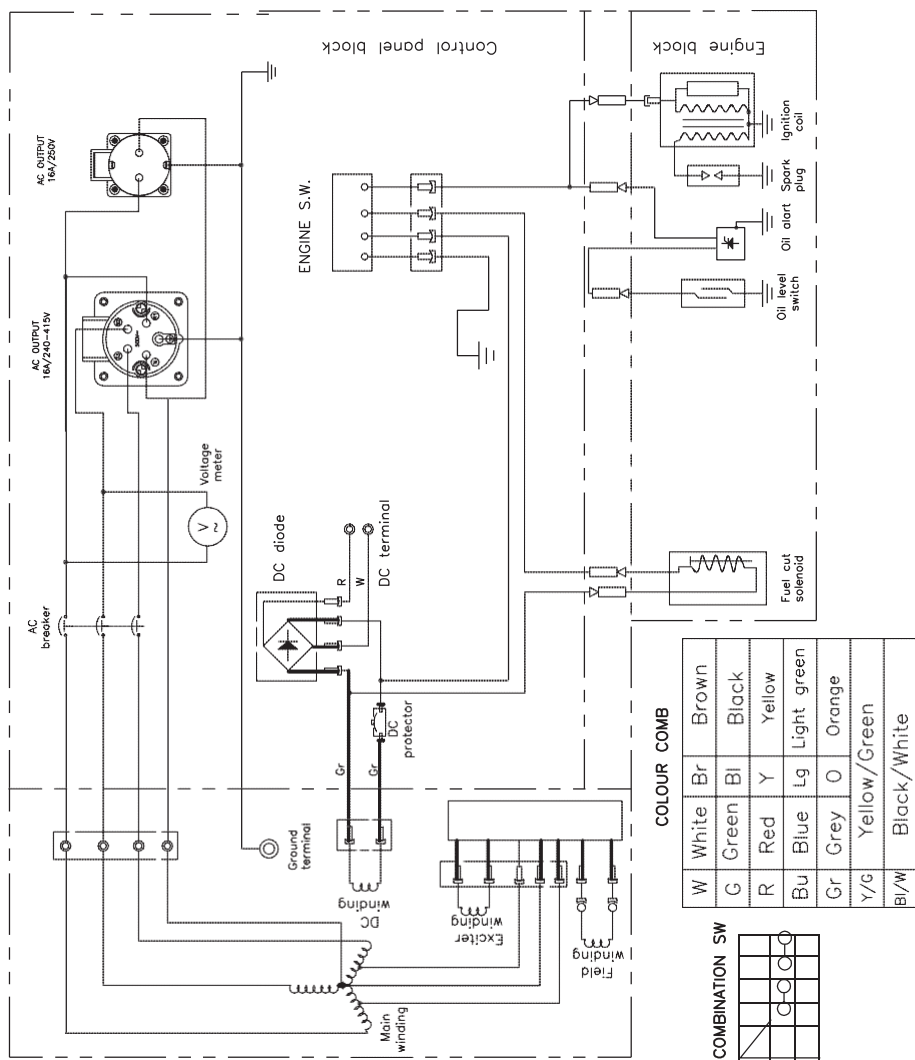 Control panel block
Engine block
AC OUTPUT
16A/250V
AC OUTPUT
16A/240-415V
ENGINE S.W.
Ignition
coil
Spark
plug
Oil alart
Oil level
switch
Voltage
meter
V
~
AC
breaker
DC diode
R
W
DC terminal
Fuel cut
solenoid
DC
protector
Gr
Gr
Ground
terminal
DC
winding
Exciter
winding
Field
winding
Main
winding
COLOUR COMB
W White Br Brown
G Green Bl Black
R Red Y Yellow
Bu Blue Lg Light green
Gr Grey O Orange
Y/G Yellow/Green
Bl/W Black/White
COMBINATION SW